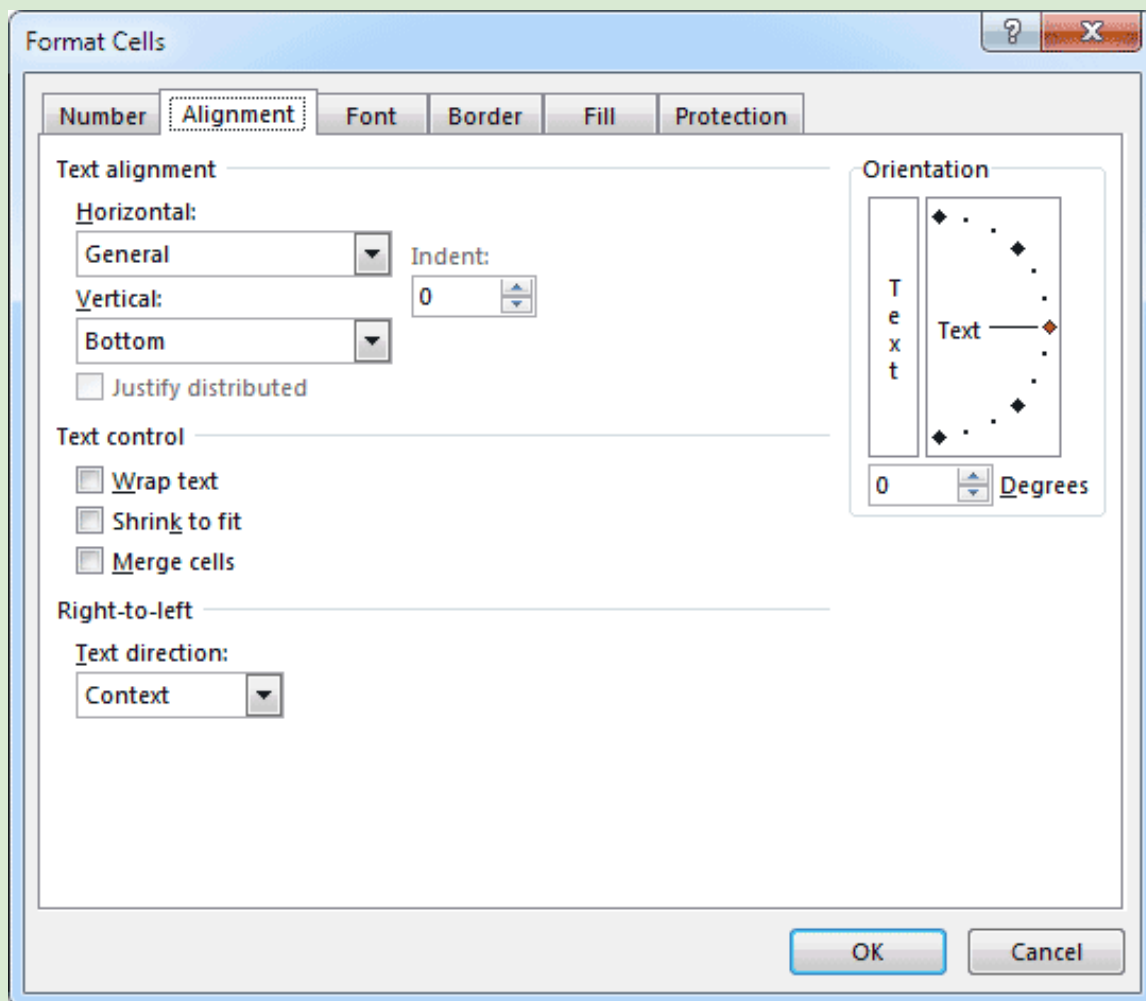 Format Cells
Number Alignment Font Border Fill Protection
Text alignment
Horizontal:
General
Indent:
0
Vertical:
Bottom
Justify distributed
Text control
Wrap text
Shrink to fit
Merge cells
Right-to-left
Text direction:
Context
Orientation
Text
Text
0 Degrees
OK Cancel